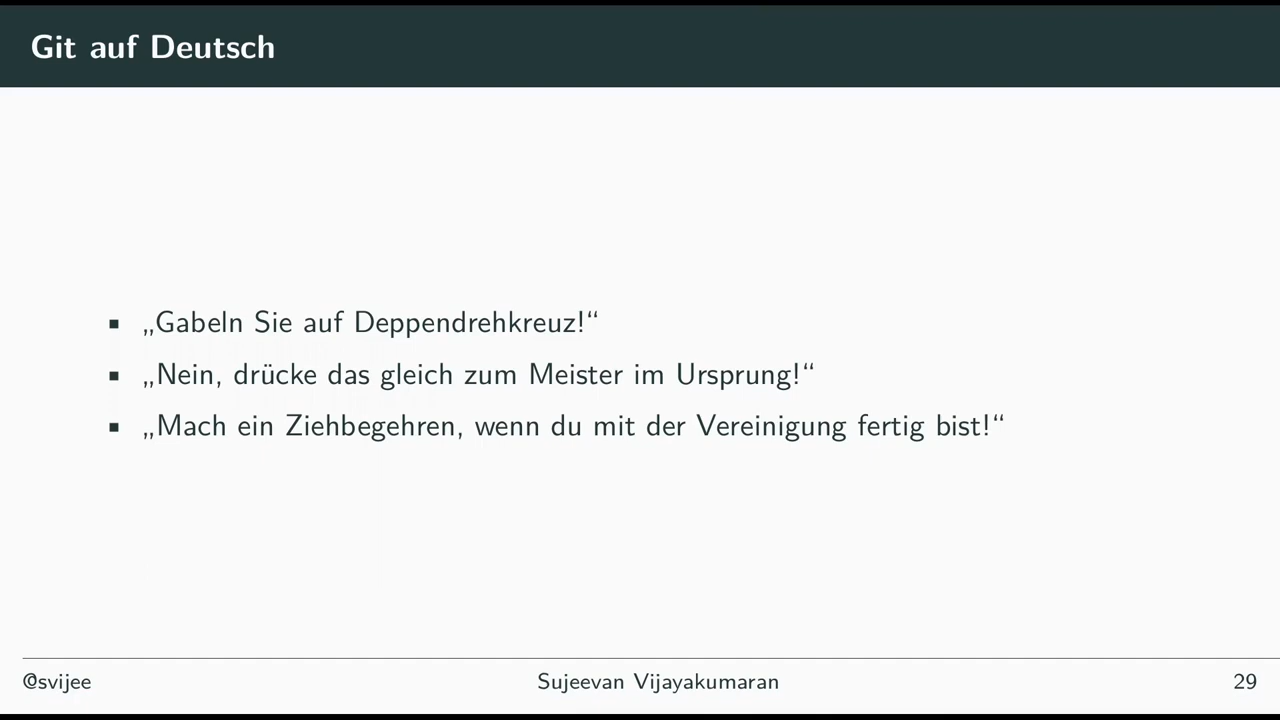 Git auf Deutsch
▪ „Gabeln Sie auf Deppendrehkreuz!“
▪ „Nein, drücke das gleich zum Meister im Ursprung!“
▪ „Mach ein Ziehbegehren, wenn du mit der Vereinigung fertig bist!“
@svijee Sujeevan Vijayakumaran 29